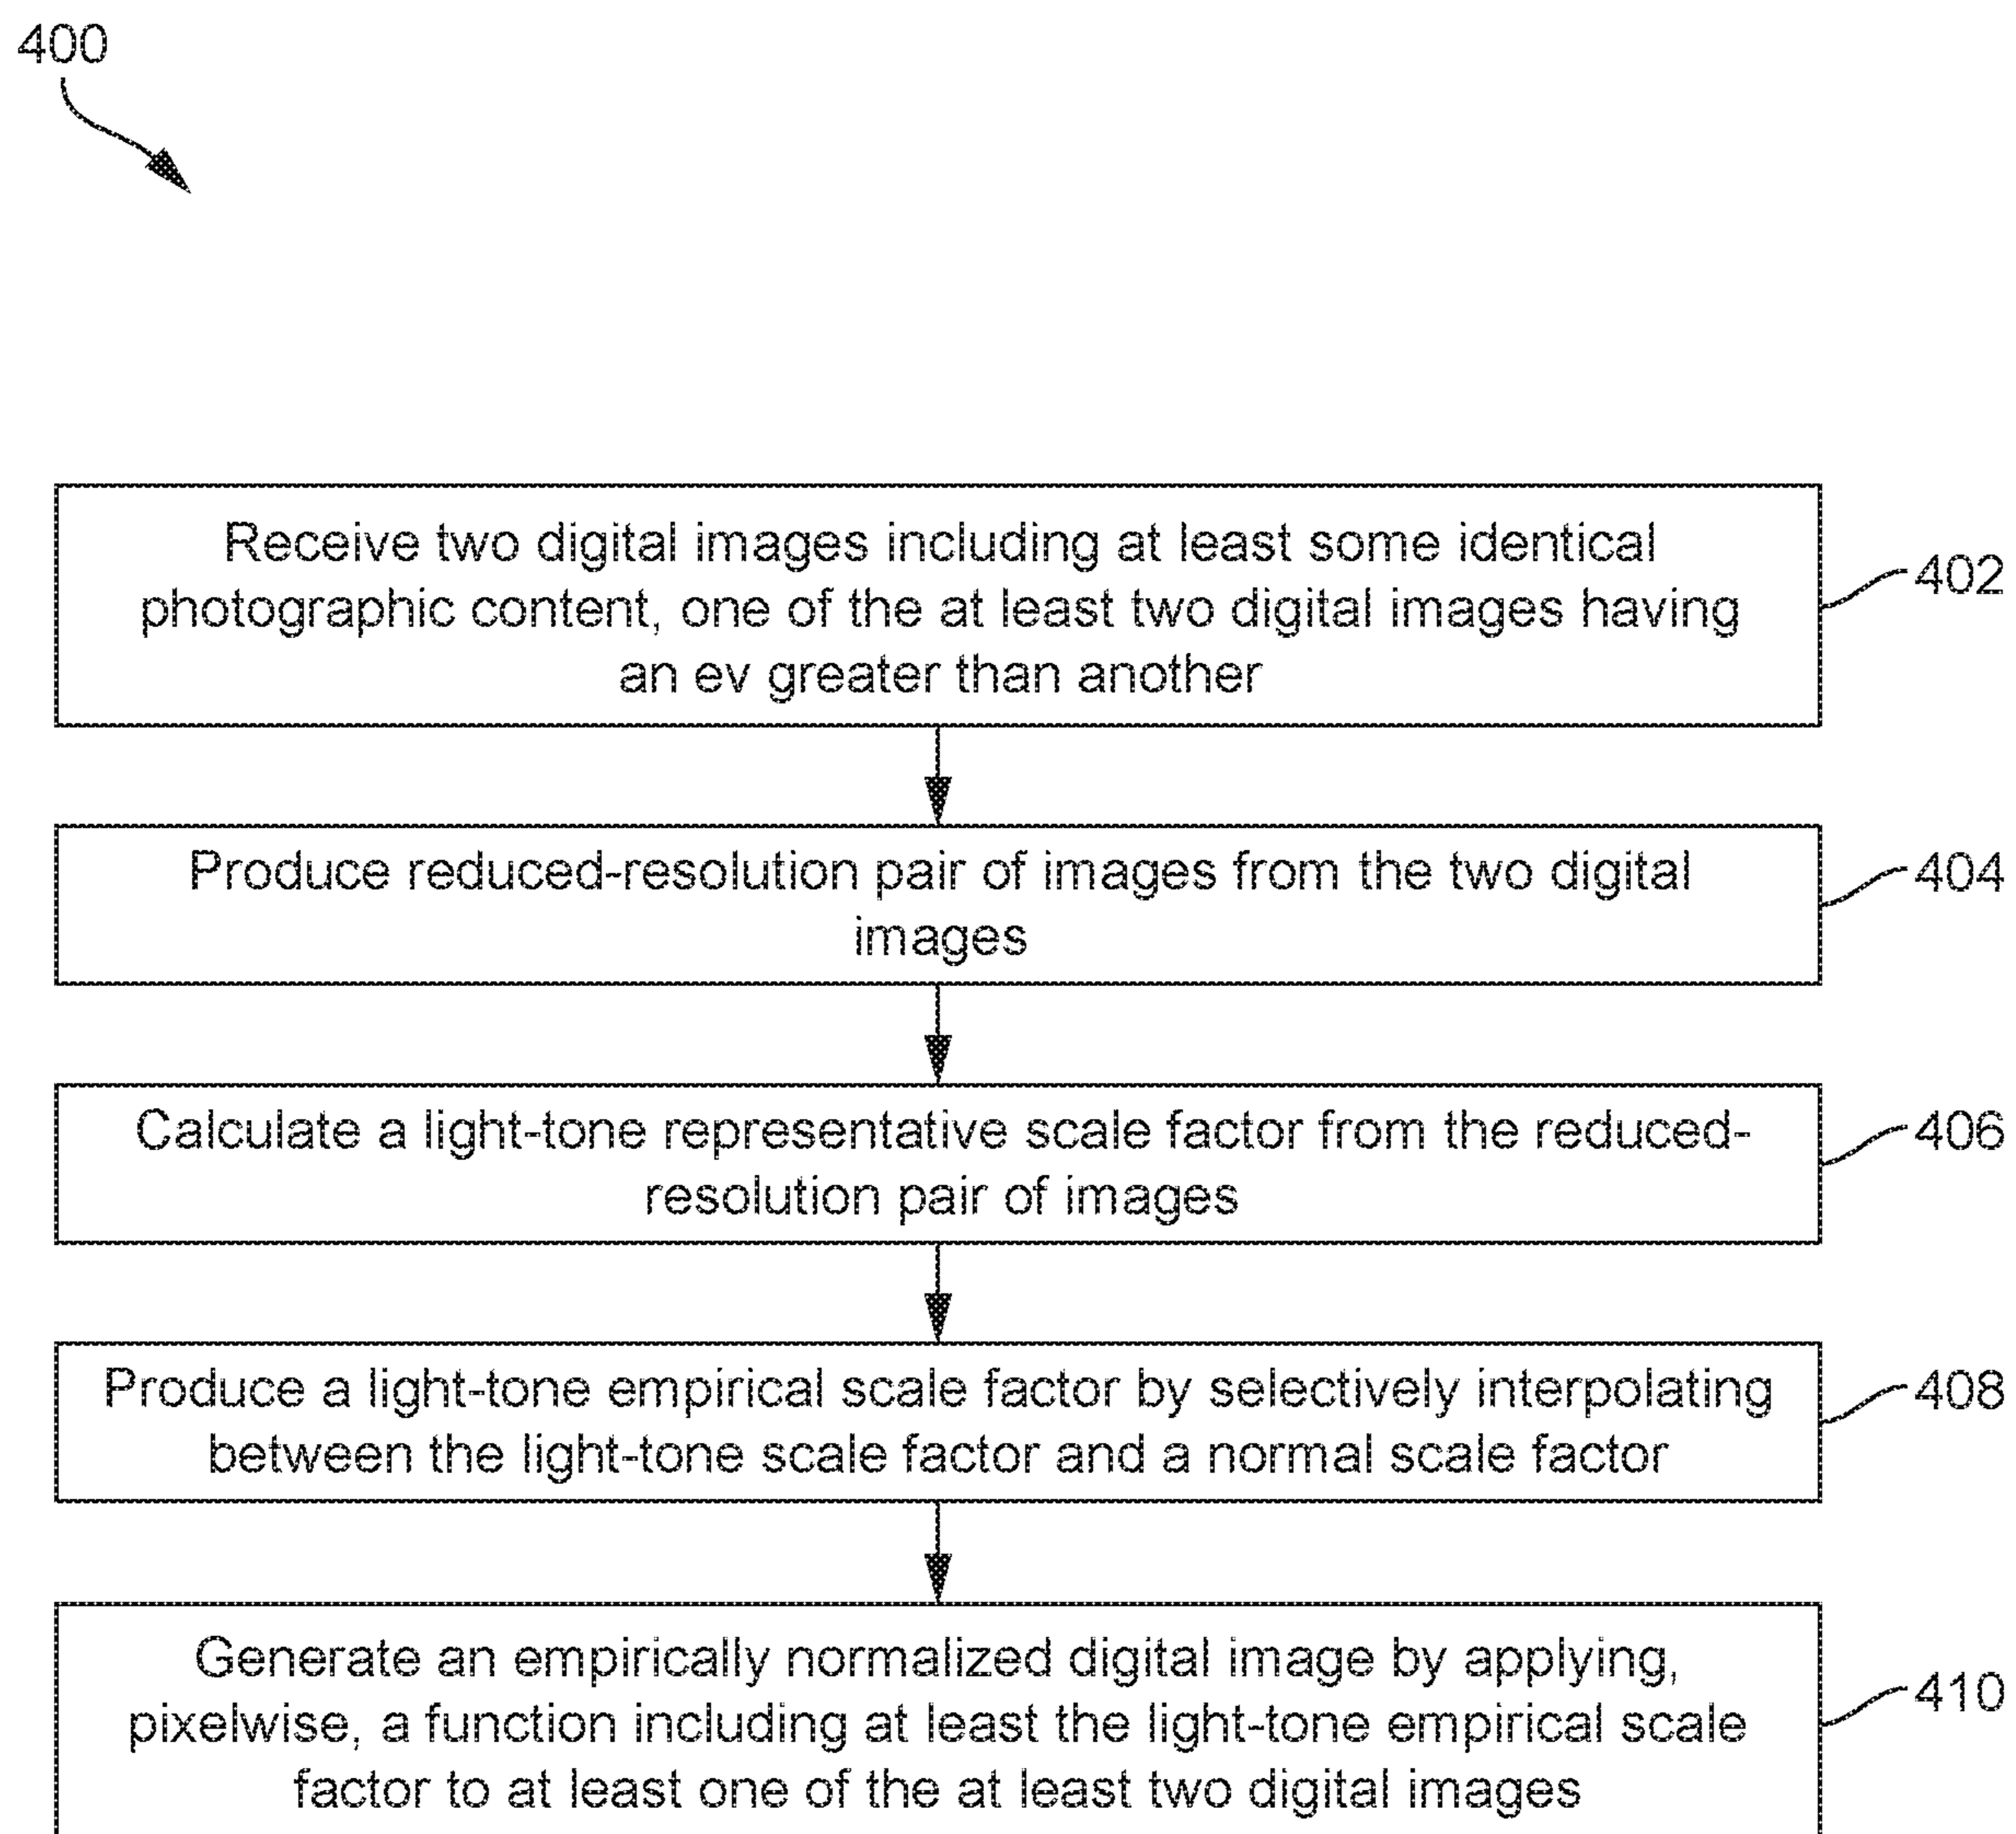 400
Receive two digital images including at least some identical
photographic content, one of the at least two digital images having
an ev greater than another
402
Produce reduced-resolution pair of images from the two digital
images
404
Calculate a light-tone representative scale factor from the reduced-
resolution pair of images
406
Produce a light-tone empirical scale factor by selectively interpolating
between the light-tone scale factor and a normal scale factor
408
Generate an empirically normalized digital image by applying,
pixelwise, a function including at least the light-tone empirical scale
factor to at least one of the at least two digital images
410